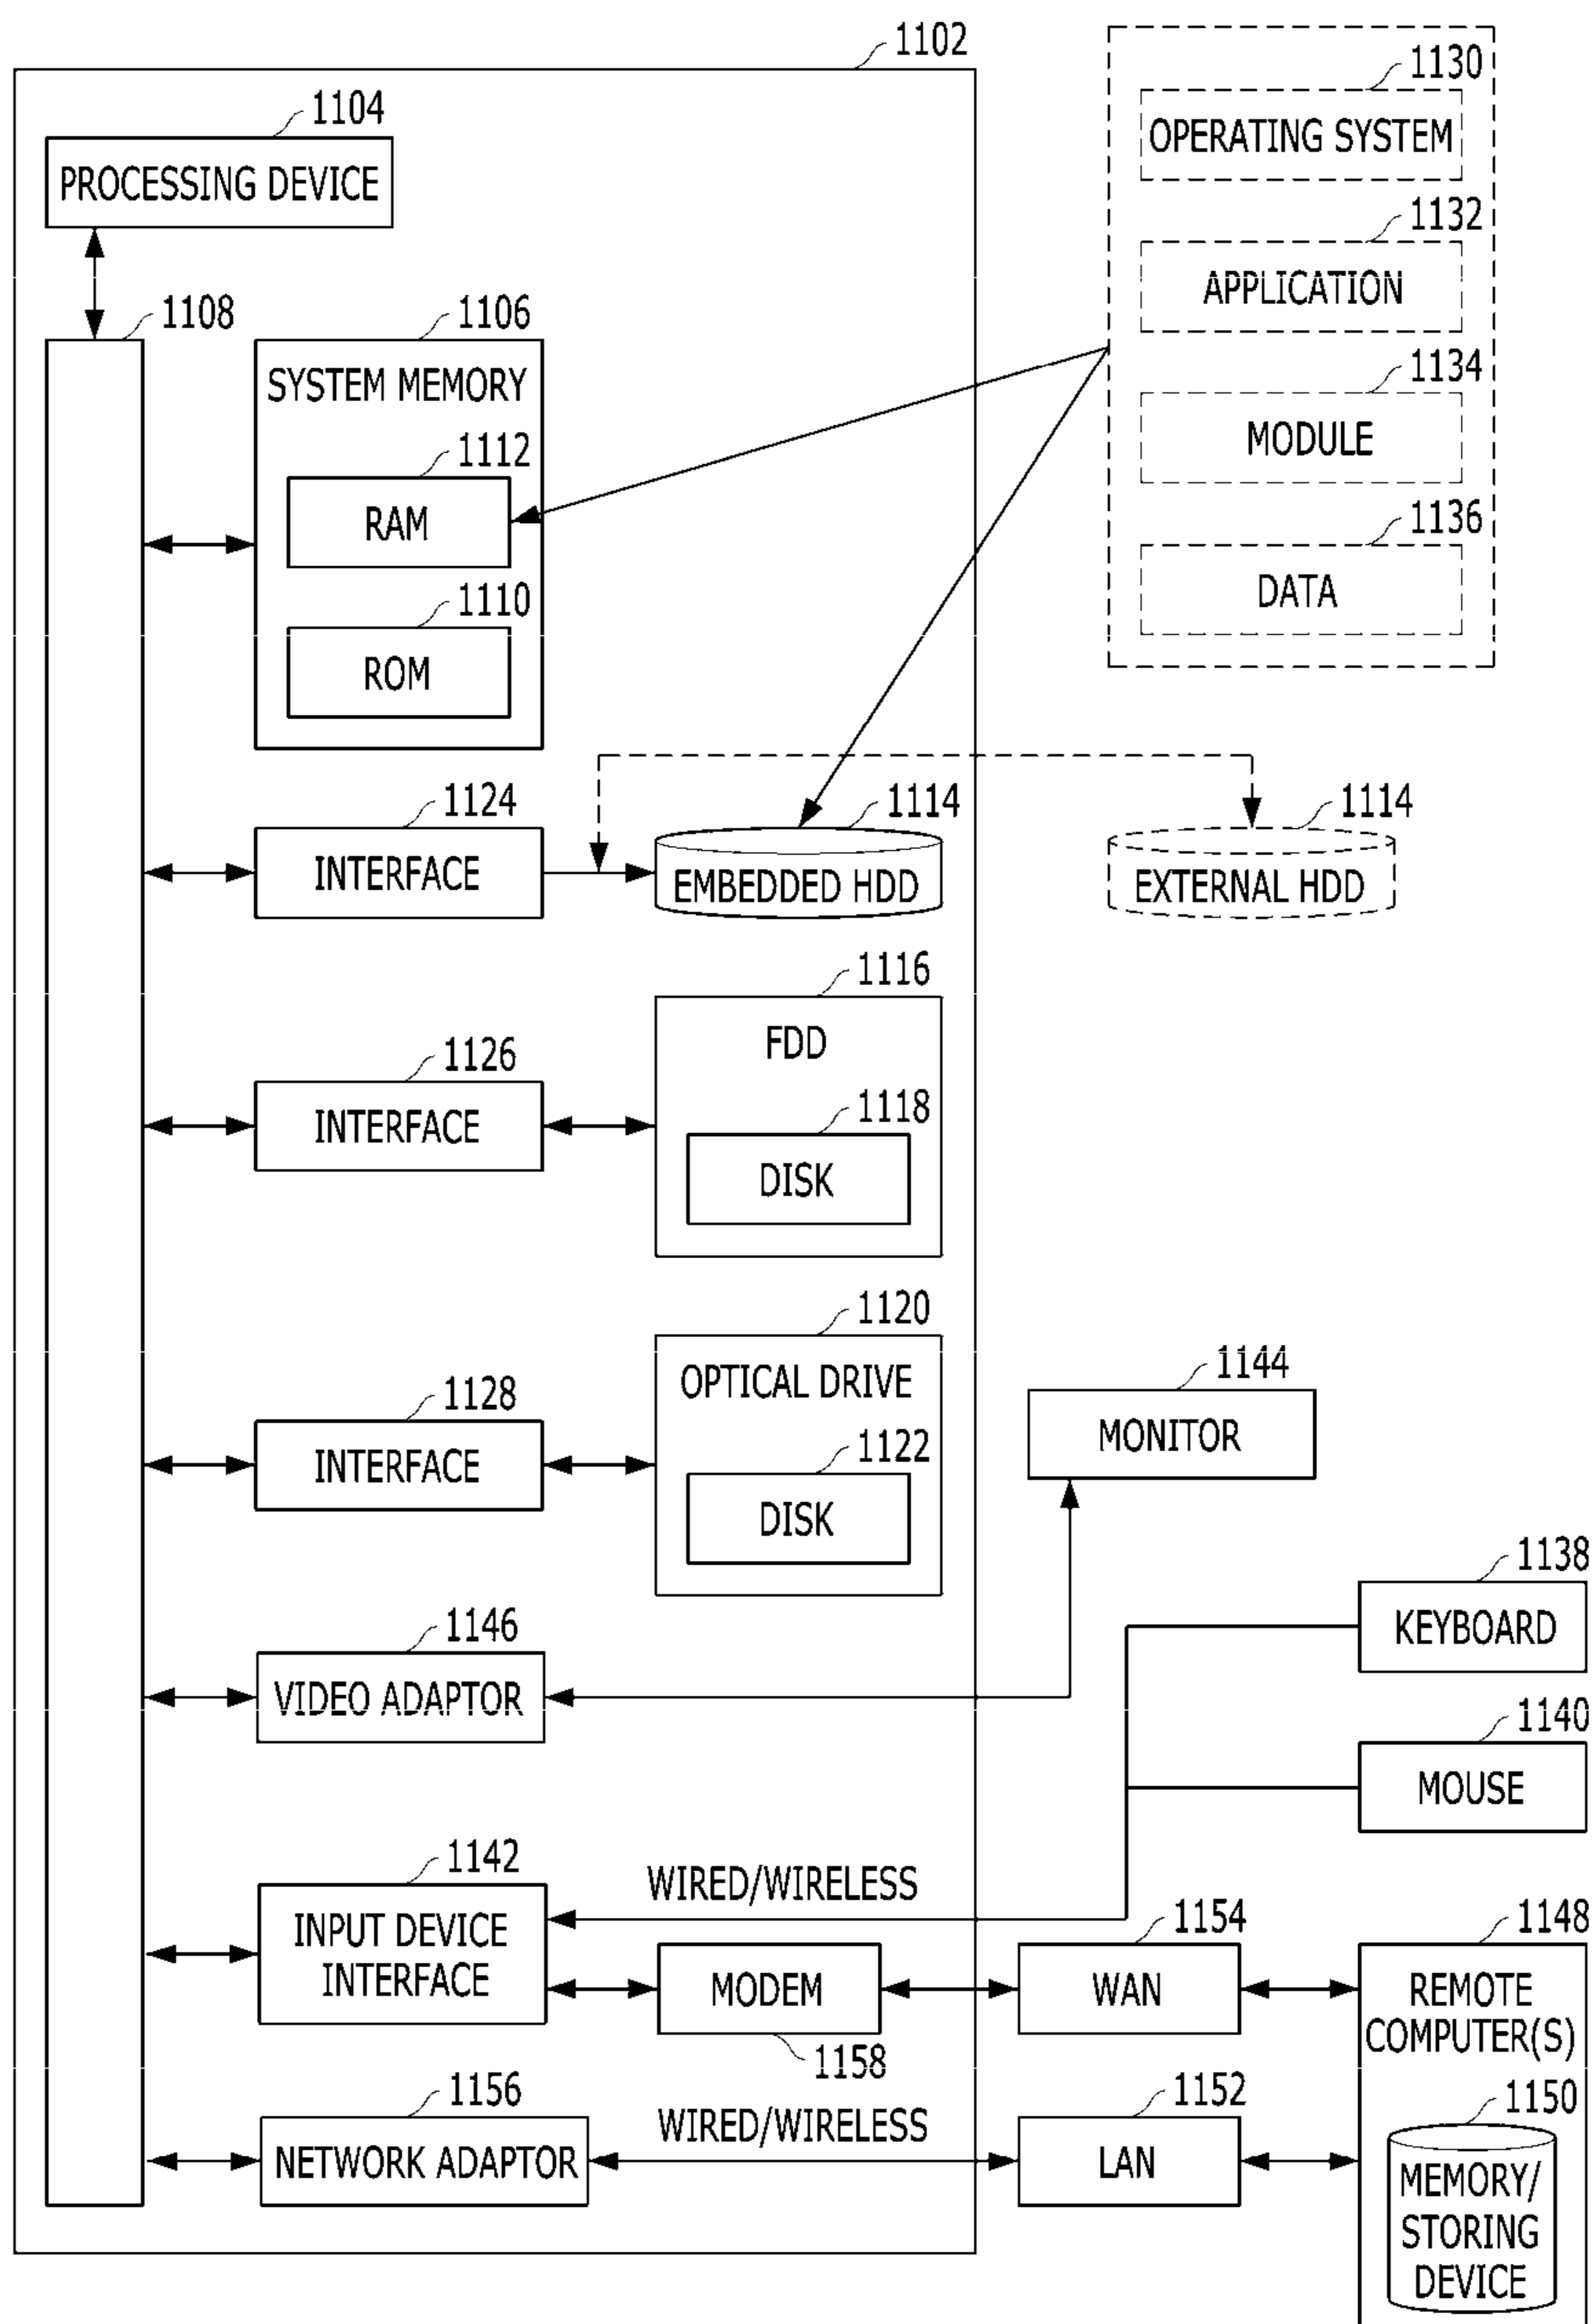 1102
1104
PROCESSING DEVICE
1108
1106
SYSTEM MEMORY
1112
RAM
1110
ROM
1130
OPERATING SYSTEM
1132
APPLICATION
1134
MODULE
1136
DATA
1124
INTERFACE
1114
EMBEDDED HDD
1114
EXTERNAL HDD
1116
FDD
1126
INTERFACE
1118
DISK
1120
OPTICAL DRIVE
1128
INTERFACE
1122
DISK
1144
MONITOR
1138
KEYBOARD
1146
VIDEO ADAPTOR
1140
MOUSE
1142
INPUT DEVICE
INTERFACE
WIRED/WIRELESS
MODEM
1158
1154
WAN
1148
REMOTE
COMPUTER(S)
1156
NETWORK ADAPTOR
WIRED/WIRELESS
1152
LAN
1150
MEMORY/
STORING
DEVICE